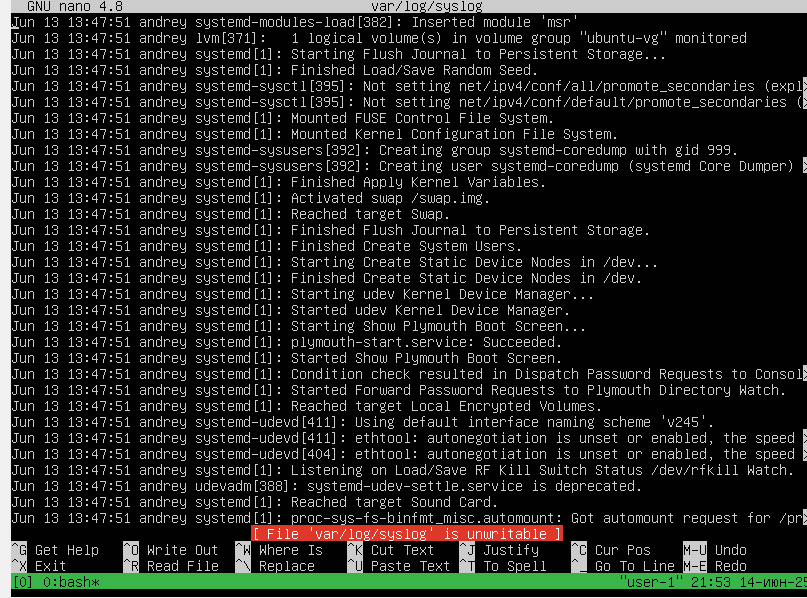 GNU nano 4.8 var/log/syslog
Jun 13 13:47:51 andrey systemd-modules-load[382]: Inserted module 'msr'
Jun 13 13:47:51 andrey lvm[371]:   1 logical volume(s) in volume group "ubuntu-vg" monitored
Jun 13 13:47:51 andrey systemd[1]: Starting Flush Journal to Persistent Storage...
Jun 13 13:47:51 andrey systemd[1]: Finished Load/Save Random Seed.
Jun 13 13:47:51 andrey systemd-sysctl[395]: Not setting net/ipv4/conf/all/promote_secondaries (expl>
Jun 13 13:47:51 andrey systemd-sysctl[395]: Not setting net/ipv4/conf/default/promote_secondaries (>
Jun 13 13:47:51 andrey systemd[1]: Mounted FUSE Control File System.
Jun 13 13:47:51 andrey systemd[1]: Mounted Kernel Configuration File System.
Jun 13 13:47:51 andrey systemd-sysusers[392]: Creating group systemd-coredump with gid 999.
Jun 13 13:47:51 andrey systemd-sysusers[392]: Creating user systemd-coredump (systemd Core Dumper) >
Jun 13 13:47:51 andrey systemd[1]: Finished Apply Kernel Variables.
Jun 13 13:47:51 andrey systemd[1]: Activated swap /swap.img.
Jun 13 13:47:51 andrey systemd[1]: Reached target Swap.
Jun 13 13:47:51 andrey systemd[1]: Finished Flush Journal to Persistent Storage.
Jun 13 13:47:51 andrey systemd[1]: Finished Create System Users.
Jun 13 13:47:51 andrey systemd[1]: Starting Create Static Device Nodes in /dev...
Jun 13 13:47:51 andrey systemd[1]: Finished Create Static Device Nodes in /dev.
Jun 13 13:47:51 andrey systemd[1]: Starting udev Kernel Device Manager...
Jun 13 13:47:51 andrey systemd[1]: Started udev Kernel Device Manager.
Jun 13 13:47:51 andrey systemd[1]: Starting Show Plymouth Boot Screen...
Jun 13 13:47:51 andrey systemd[1]: plymouth-start.service: Succeeded.
Jun 13 13:47:51 andrey systemd[1]: Started Show Plymouth Boot Screen.
Jun 13 13:47:51 andrey systemd[1]: Condition check resulted in Dispatch Password Requests to Consol>
Jun 13 13:47:51 andrey systemd[1]: Started Forward Password Requests to Plymouth Directory Watch.
Jun 13 13:47:51 andrey systemd[1]: Reached target Local Encrypted Volumes.
Jun 13 13:47:51 andrey systemd-udevd[411]: Using default interface naming scheme 'v245'.
Jun 13 13:47:51 andrey systemd-udevd[411]: ethtool: autonegotiation is unset or enabled, the speed >
Jun 13 13:47:51 andrey systemd-udevd[404]: ethtool: autonegotiation is unset or enabled, the speed >
Jun 13 13:47:51 andrey systemd[1]: Listening on Load/Save RF Kill Switch Status /dev/rfkill Watch.
Jun 13 13:47:51 andrey udevadm[388]: systemd-udev-settle.service is deprecated.
Jun 13 13:47:51 andrey systemd[1]: Reached target Sound Card.
Jun 13 13:47:51 andrey systemd[1]: proc-sys-fs-binfmt_misc.automount: Got automount request for /pr>
[ File 'var/log/syslog' is unwritable ]
^G Get Help ^O Write Out ^W Where Is ^K Cut Text ^J Justify ^C Cur Pos M-U Undo
^X Exit ^R Read File ^\ Replace ^U Paste Text ^T To Spell ^_ Go To Line M-E Redo
[0] 0:bash* "user-1" 21:53 14-июн-25